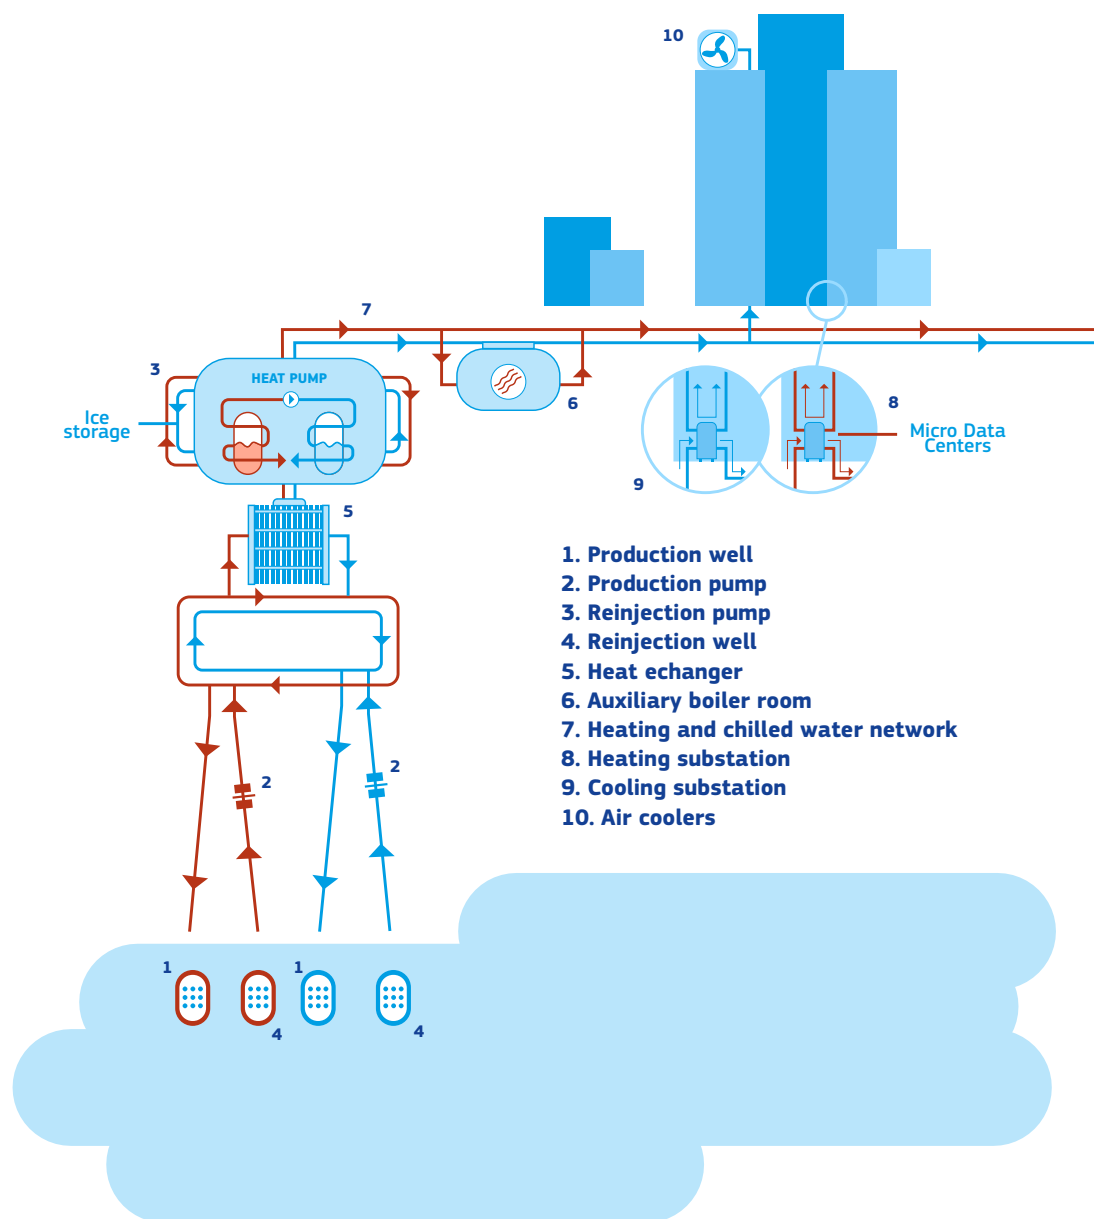 10
7
3
HEAT PUMP
Ice
storage
6
8
Micro Data
Centers
9
5
1. Production well
2. Production pump
3. Reinjection pump
4. Reinjection well
5. Heat echanger
6. Auxiliary boiler room
7. Heating and chilled water network
8. Heating substation
9. Cooling substation
10. Air coolers
2
2
1
1
4
4